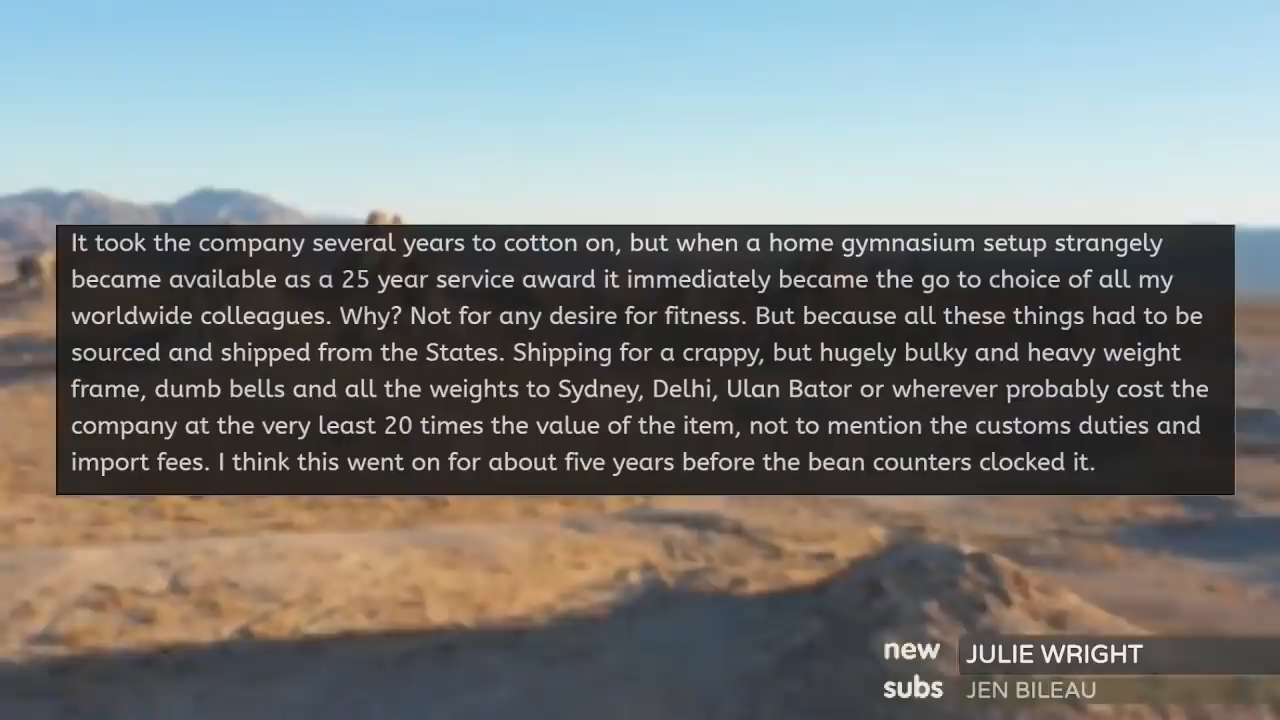 It took the company several years to cotton on, but when a home gymnasium setup strangely
became available as a 25 year service award it immediately became the go to choice of all my
worldwide colleagues. Why? Not for any desire for fitness. But because all these things had to be
sourced and shipped from the States. Shipping for a crappy, but hugely bulky and heavy weight
frame, dumb bells and all the weights to Sydney, Delhi, Ulan Bator or wherever probably cost the
company at the very least 20 times the value of the item, not to mention the customs duties and
import fees. I think this went on for about five years before the bean counters clocked it.
new JULIE WRIGHT
subs JEN BILEAU